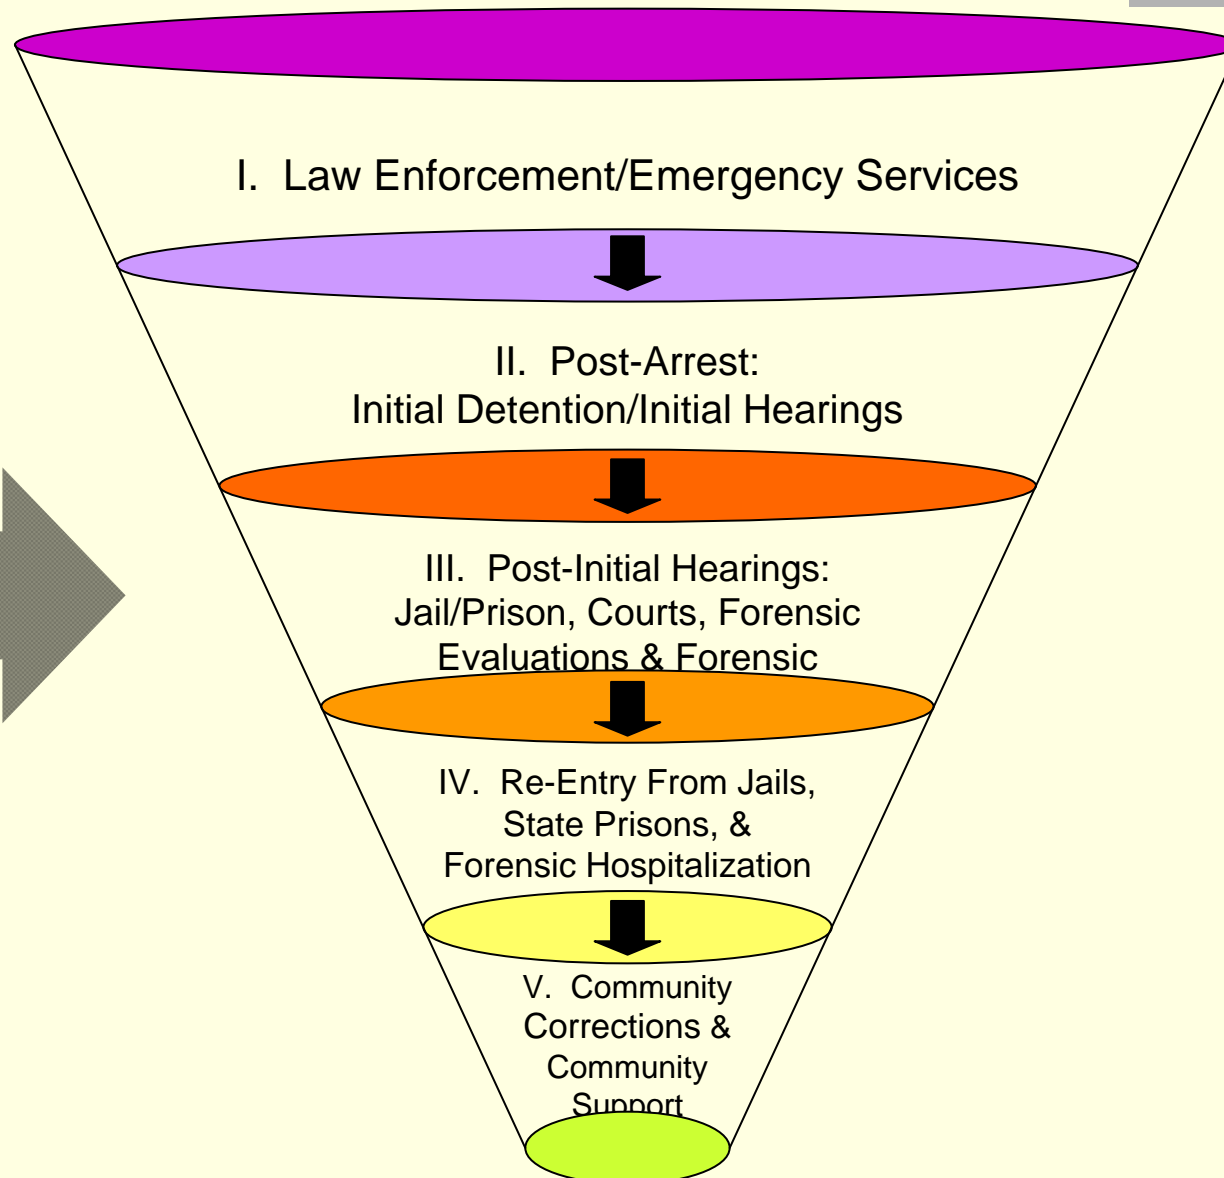 I. Law Enforcement/Emergency Services
II. Post-Arrest:
Initial Detention/Initial Hearings
III. Post-Initial Hearings:
Jail/Prison, Courts, Forensic
Evaluations & Forensic
IV. Re-Entry From Jails,
State Prisons, &
Forensic Hospitalization
V. Community
Corrections &
Community
Support